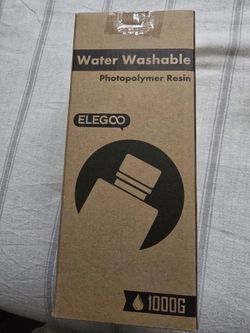 Water Washable
Photopolymer Resin
ELEGOO
1000G